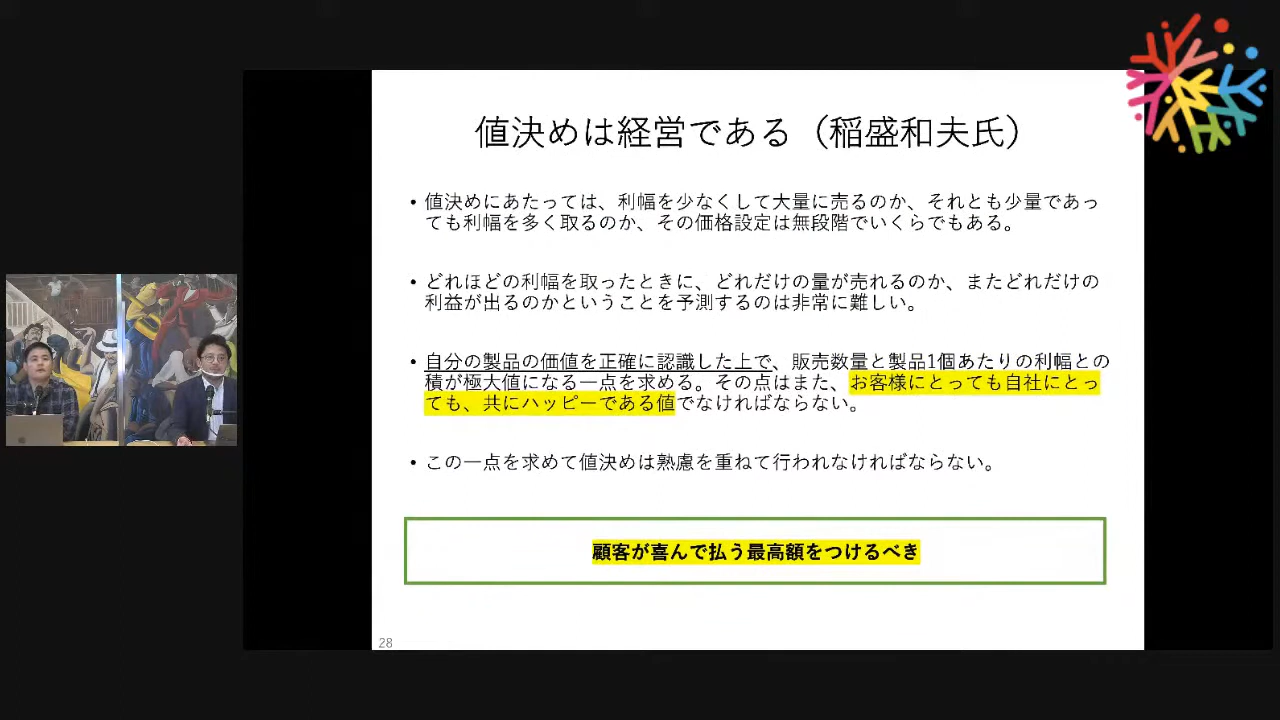 値決めは経営である（稲盛和夫氏）
• 値決めにあたっては、利幅を少なくして大量に売るのか、それとも少量であっ
ても利幅を多く取るのか、その価格設定は無段階でいくらでもある。
• どれほどの利幅を取ったときに、どれだけの量が売れるのか、またどれだけの
利益が出るのかということを予測するのは非常に難しい。
• 自分の製品の価値を正確に認識した上で、販売数量と製品1個あたりの利幅との
積が極大値になる一点を求める。その点はまた、お客様にとっても自社にとっ
ても、共にハッピーである値でなければならない。
• この一点を求めて値決めは熟慮を重ねて行われなければならない。
顧客が喜んで払う最高額をつけるべき
28